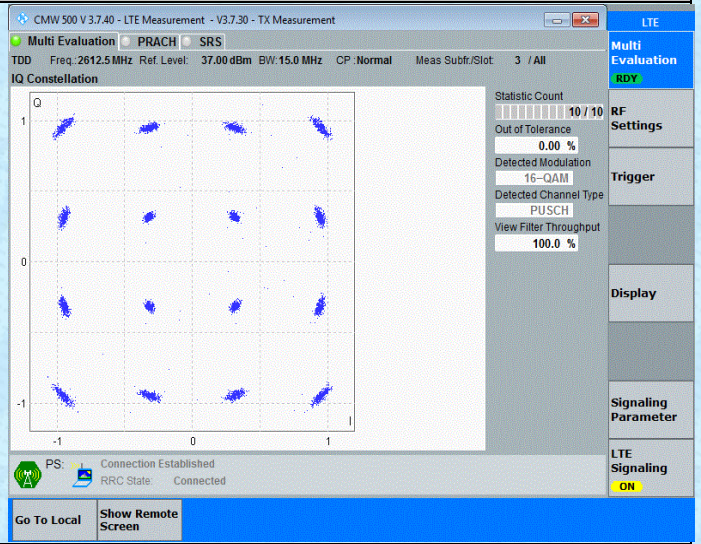 CMW 500 V 3.7.40 - LTE Measurement - V3.7.30 - TX Measurement
LTE
Multi Evaluation PRACH SRS
Multi
Evaluation
RDY
TDD Freq.:2612.5 MHz Ref. Level: 37.00 dBm BW:15.0 MHz CP :Normal Meas Subfr./Slot: 3 / All
IQ Constellation
Q
1
0
-1
I
-1 0 1
Statistic Count
10 / 10
Out of Tolerance
0.00 %
Detected Modulation
16-QAM
Detected Channel Type
PUSCH
View Filter Throughput
100.0 %
RF
Settings
Trigger
Display
Signaling
Parameter
LTE
Signaling
ON
PS: Connection Established
RRC State: Connected
Go To Local
Show Remote
Screen